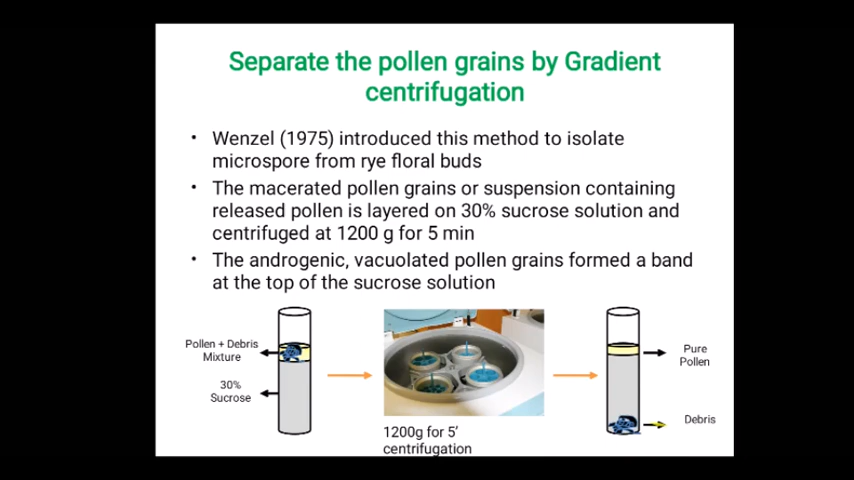 Separate the pollen grains by Gradient
centrifugation
• Wenzel (1975) introduced this method to isolate
microspore from rye floral buds
• The macerated pollen grains or suspension containing
released pollen is layered on 30% sucrose solution and
centrifuged at 1200 g for 5 min
• The androgenic, vacuolated pollen grains formed a band
at the top of the sucrose solution
Pollen + Debris
Mixture
30%
Sucrose
1200g for 5’
centrifugation
Pure
Pollen
Debris